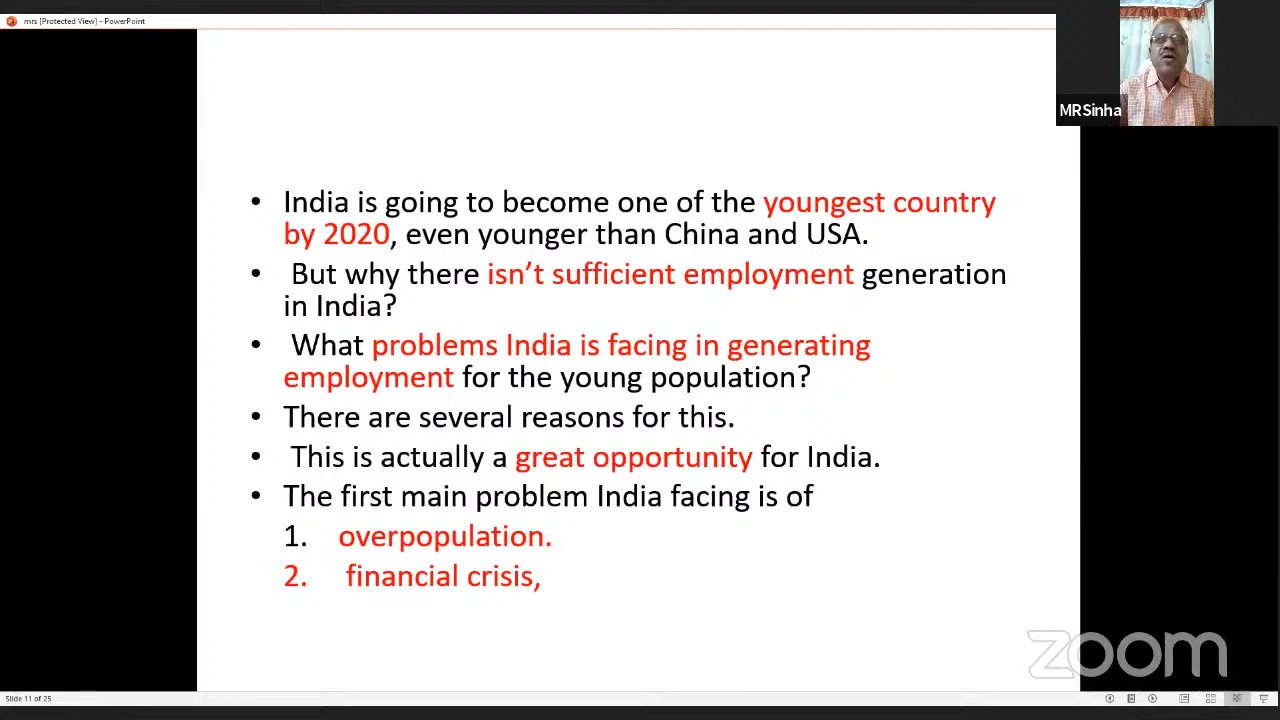 mrs [Protected View] - PowerPoint
MRSinha
• India is going to become one of the youngest country
by 2020, even younger than China and USA.
• But why there isn’t sufficient employment generation
in India?
• What problems India is facing in generating
employment for the young population?
• There are several reasons for this.
• This is actually a great opportunity for India.
• The first main problem India facing is of
1. overpopulation.
2. financial crisis,
zoom
Slide 11 of 25